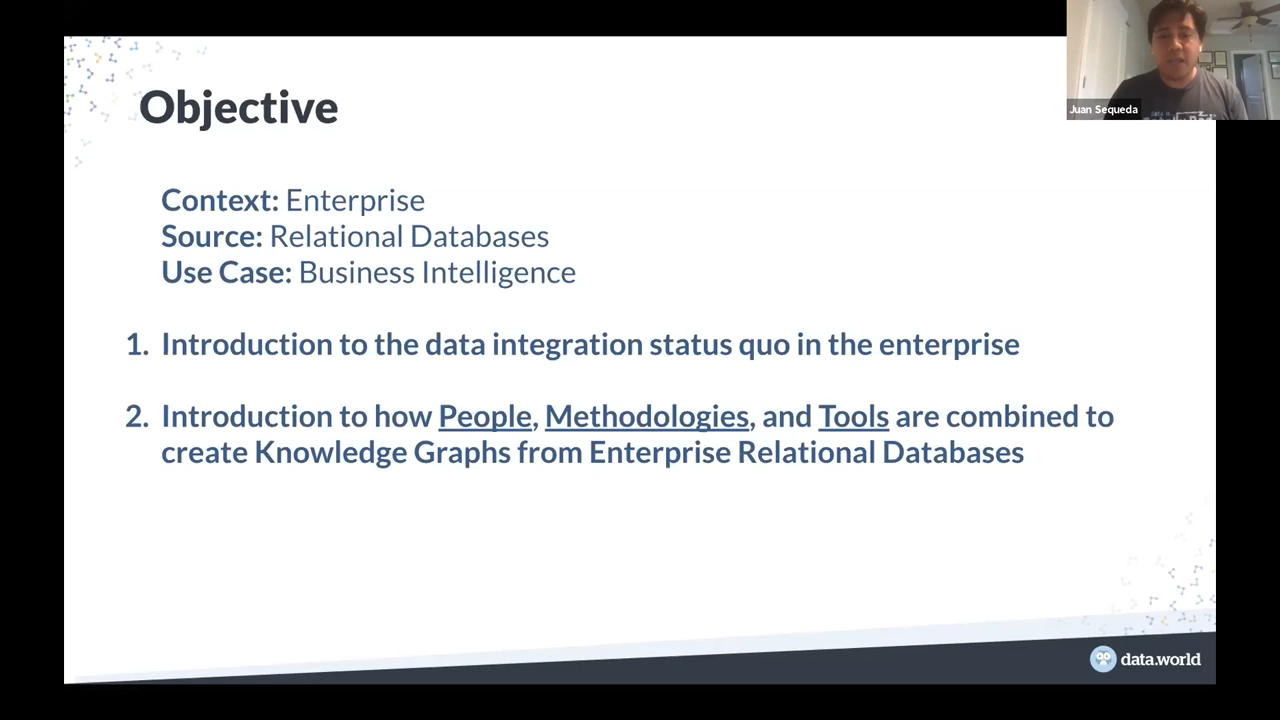 Objective
Juan Sequeda
Context: Enterprise
Source: Relational Databases
Use Case: Business Intelligence
1. Introduction to the data integration status quo in the enterprise
2. Introduction to how People, Methodologies, and Tools are combined to
create Knowledge Graphs from Enterprise Relational Databases
data.world